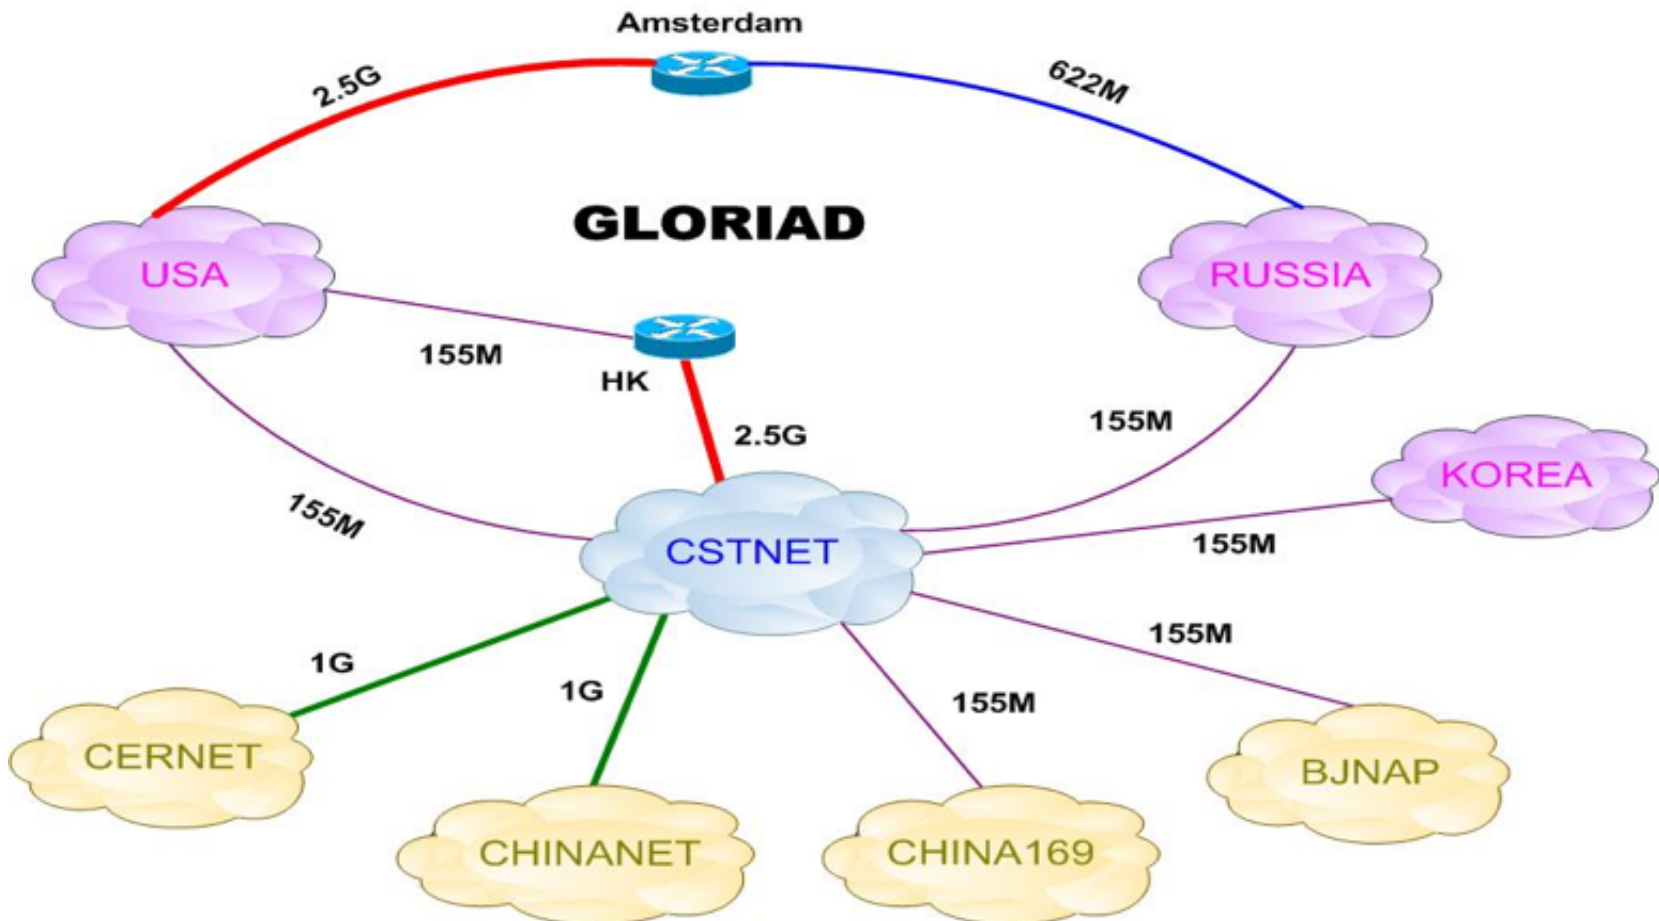 Amsterdam
2.5G
622M
GLORIAD
USA
RUSSIA
155M
HK
155M
2.5G
KOREA
155M
155M
CSTNET
155M
1G
1G
155M
CERNET
BJNAP
CHINANET
CHINA169